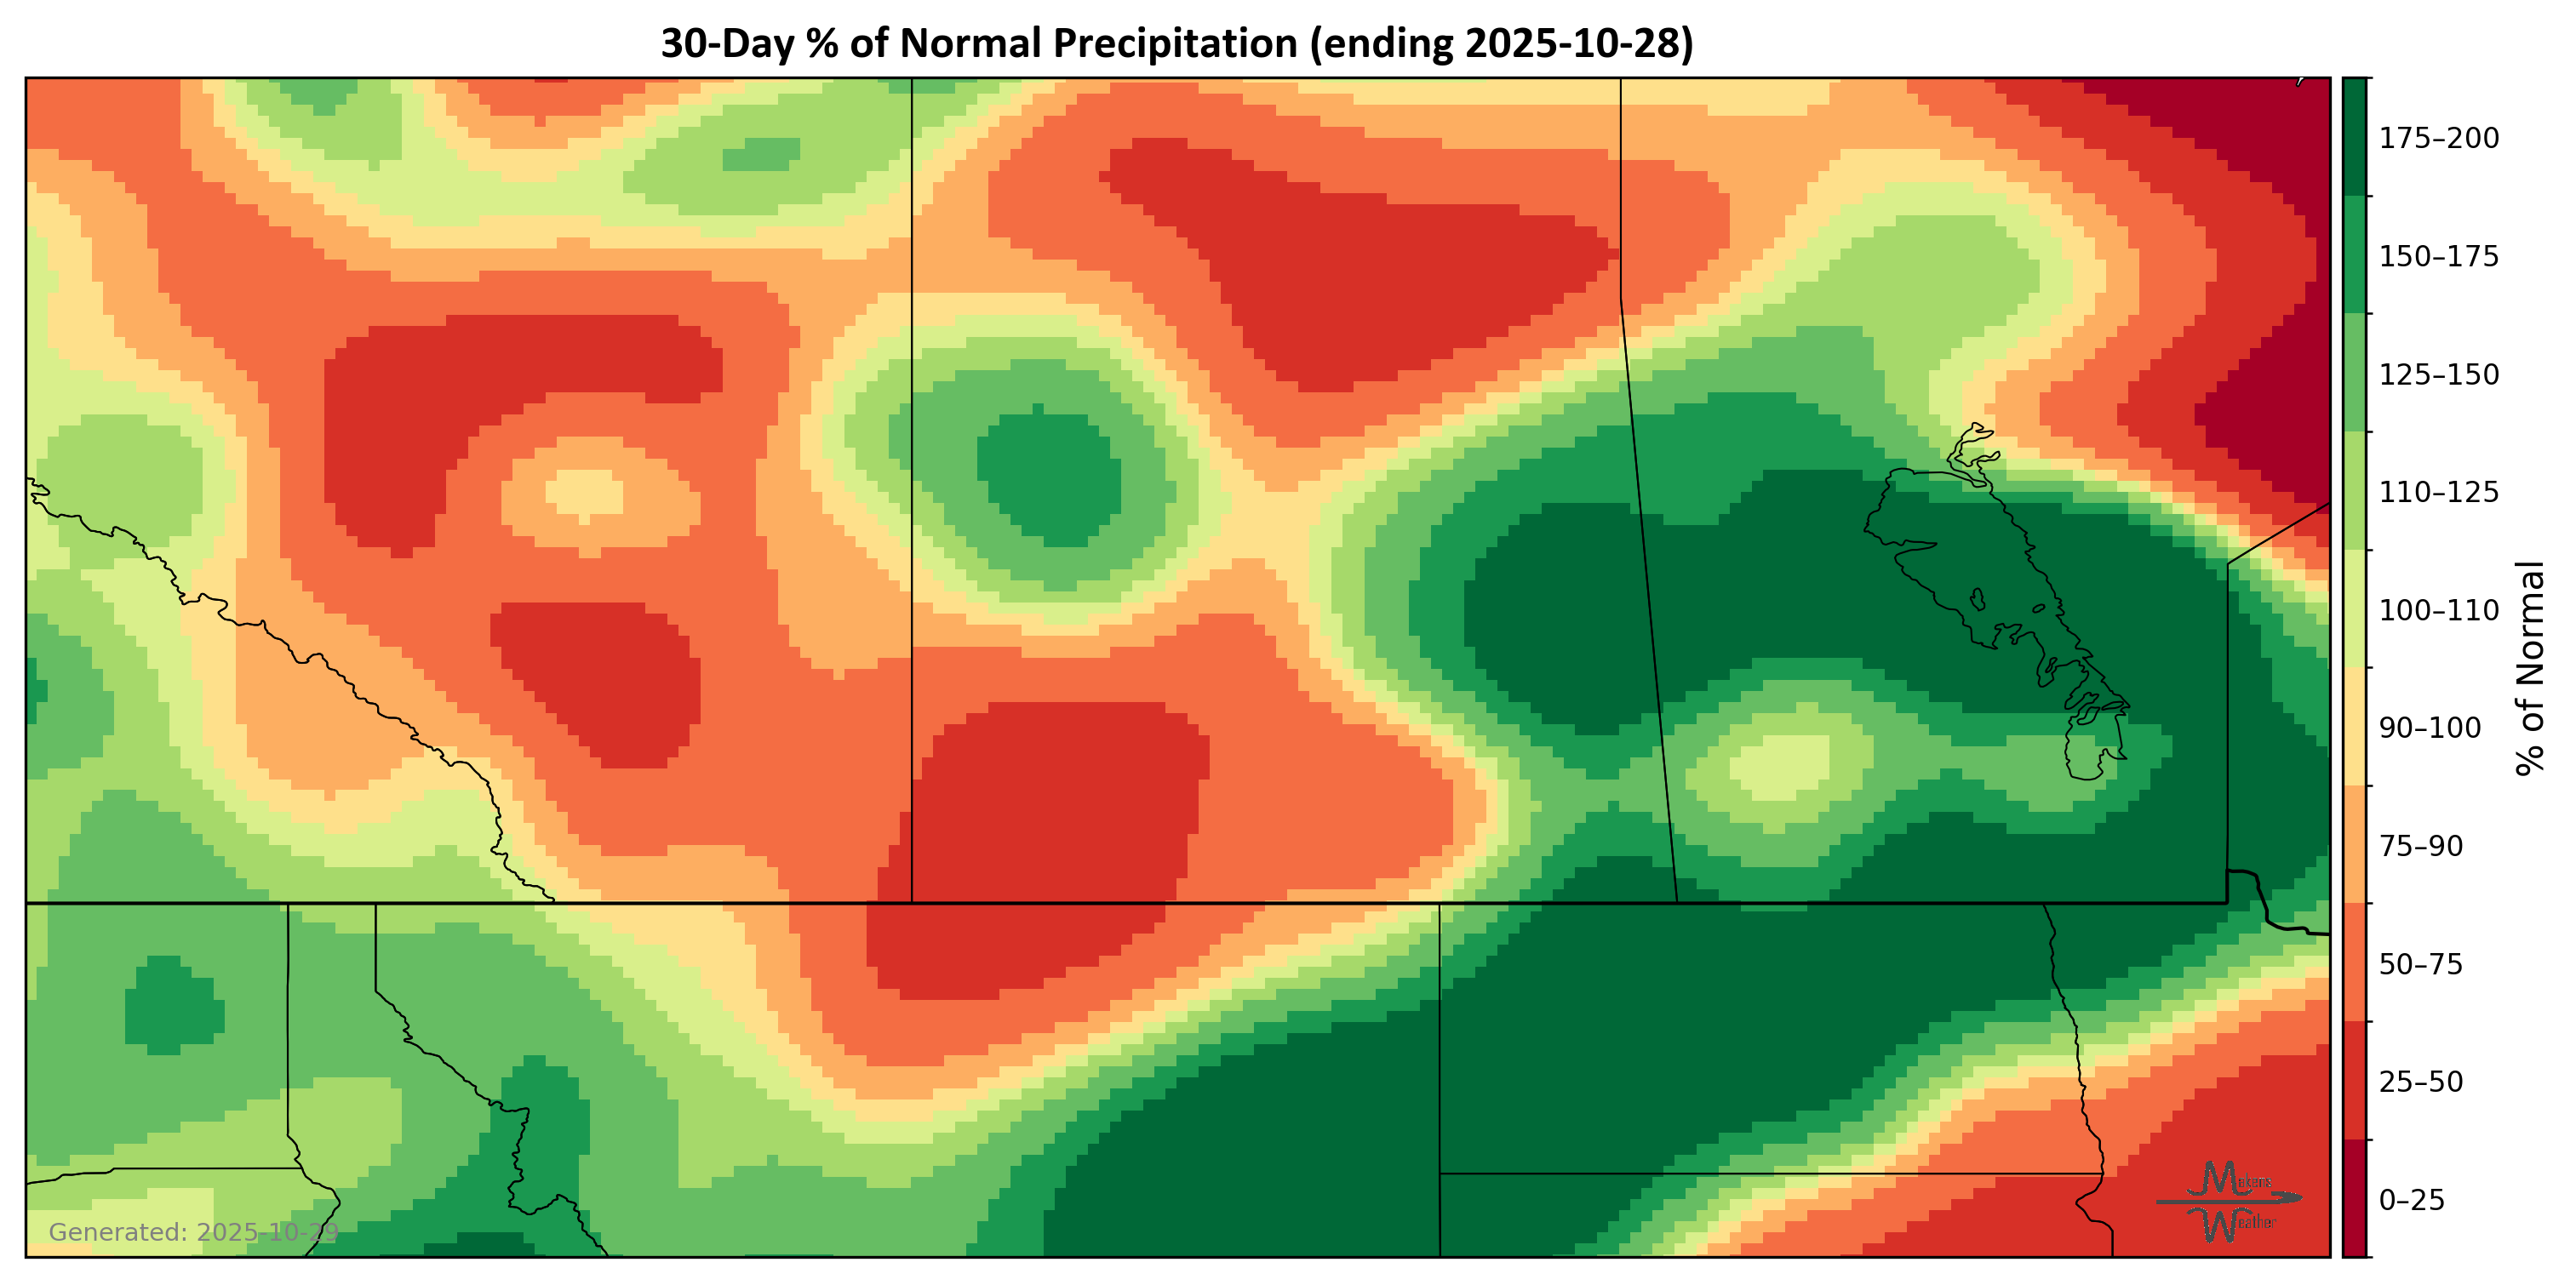 30-Day % of Normal Precipitation (ending 2025-10-28)
175–200
150–175
125–150
110–125
100–110
90–100
75–90
50–75
25–50
0–25
% of Normal
Generated: 2025-10-29
Weather